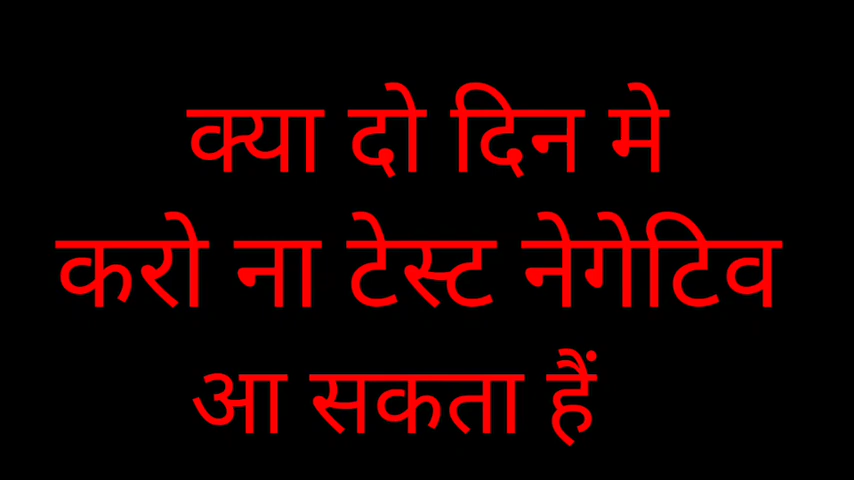 क्या दो दिन मे
करो ना टेस्ट नेगेटिव
आ सकता हैं